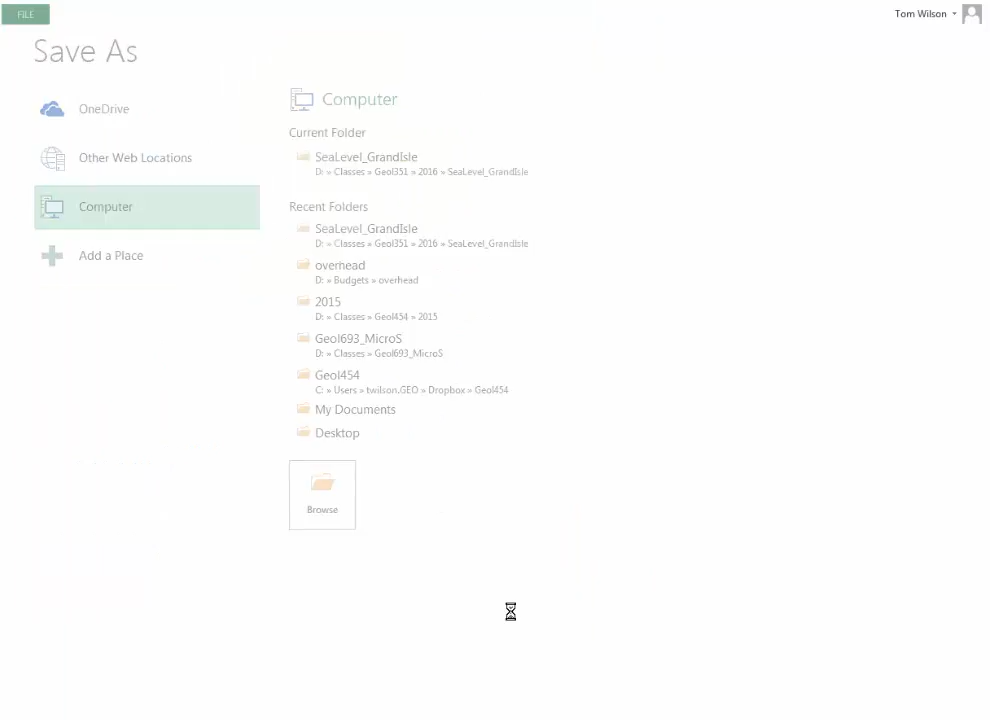 FILE
Tom Wilson
Save As
OneDrive
Other Web Locations
Computer
Add a Place
Computer
Current Folder
SeaLevel_GrandIsle
D: » Classes » Geol351 » 2016 » SeaLevel_GrandIsle
Recent Folders
SeaLevel_GrandIsle
D: » Classes » Geol351 » 2016 » SeaLevel_GrandIsle
overhead
D: » Budgets » overhead
2015
D: » Classes » Geol454 » 2015
Geol693_MicroS
D: » Classes » Geol693_MicroS
Geol454
C: » Users » twilson.GEO » Dropbox » Geol454
My Documents
Desktop
Browse